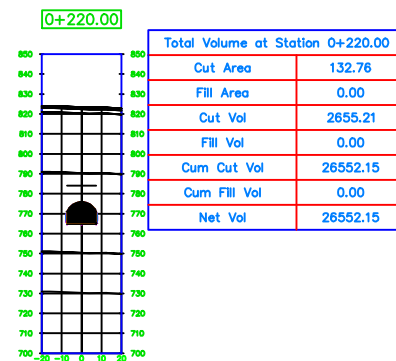 0+220.00
Total Volume at Station 0+220.00
Cut Area 132.76
Fill Area 0.00
Cut Vol 2655.21
Fill Vol 0.00
Cum Cut Vol 26552.15
Cum Fill Vol 0.00
Net Vol 26552.15
850 850
840 840
830 830
820 820
810 810
800 800
790 790
780 780
770 770
760 760
750 750
740 740
730 730
720 720
710 710
700 700
-20 -10 0 10 20